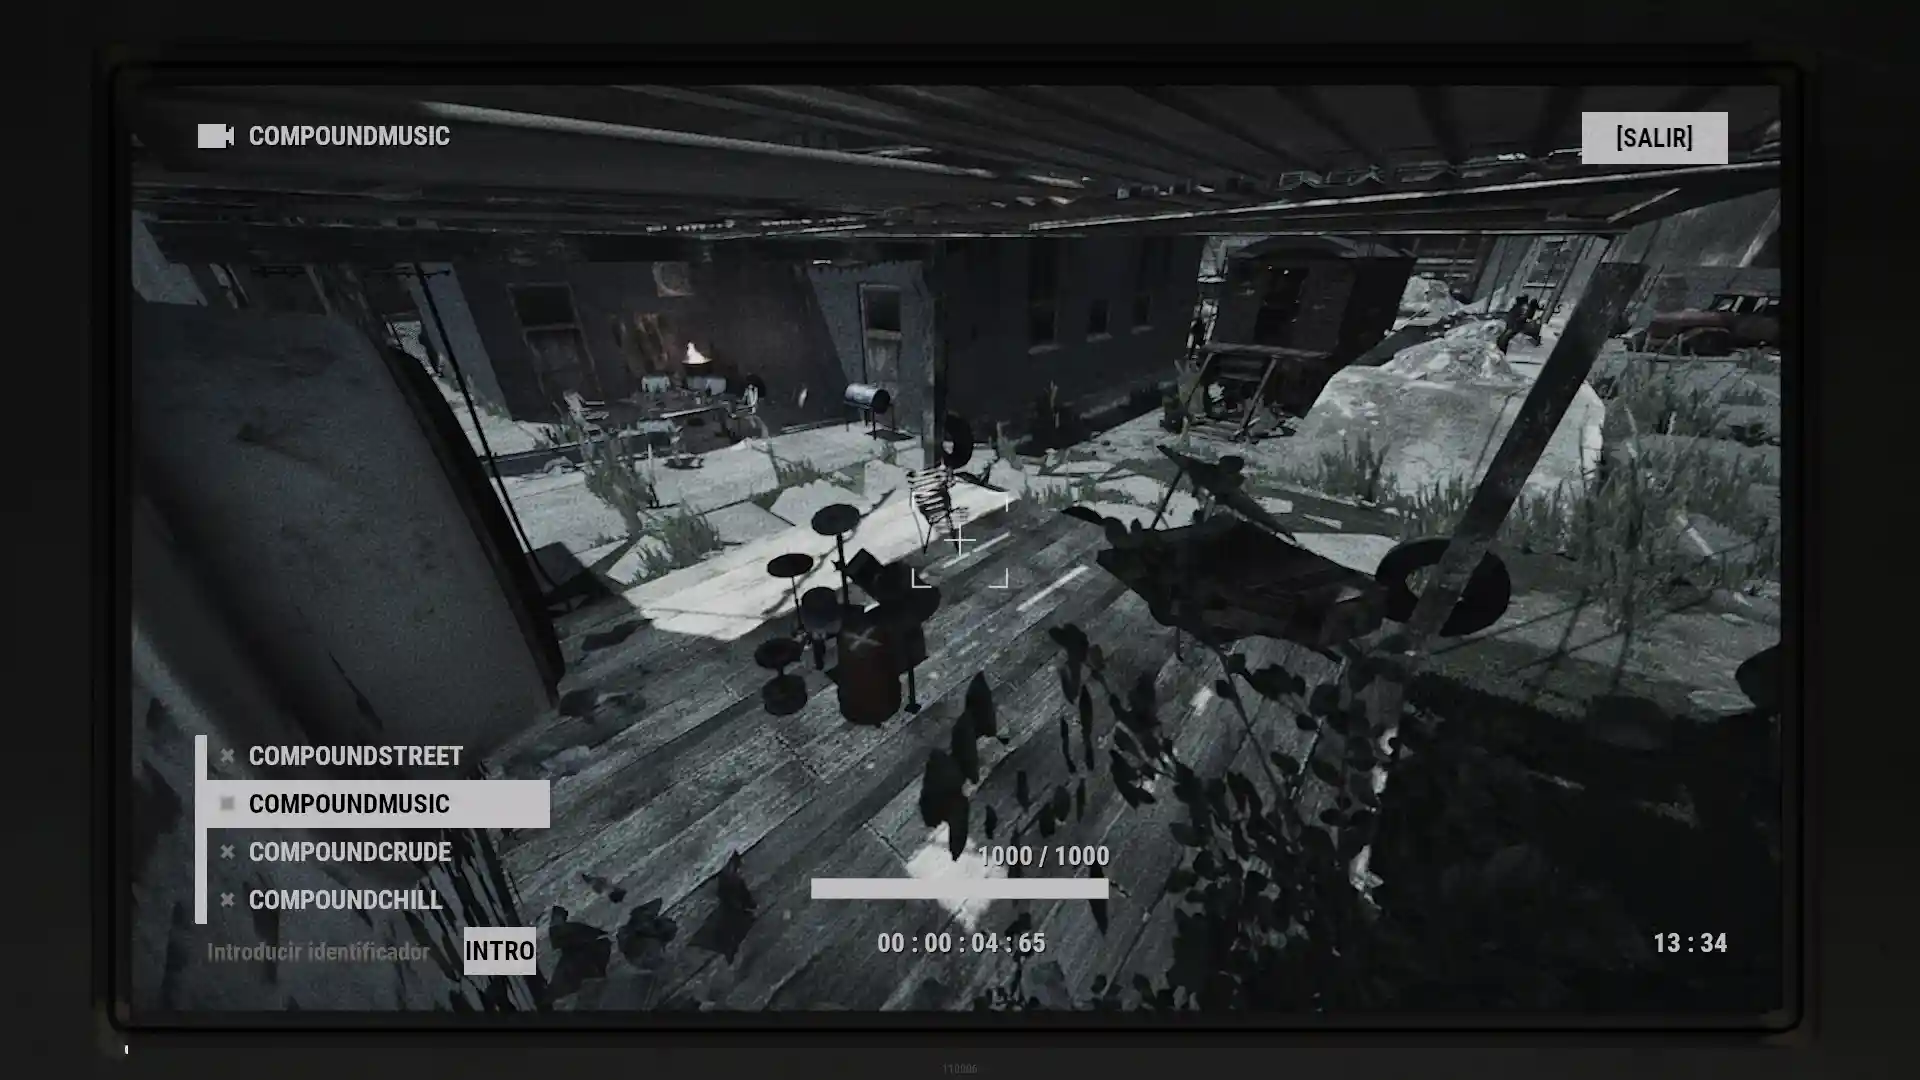 COMPOUNDMUSIC
[SALIR]
COMPOUNDSTREET
COMPOUNDMUSIC
COMPOUNDCRUDE
COMPOUNDCHILL
Introducir identificador
INTRO
1000 / 1000
00 : 00 : 04 : 65
13 : 34